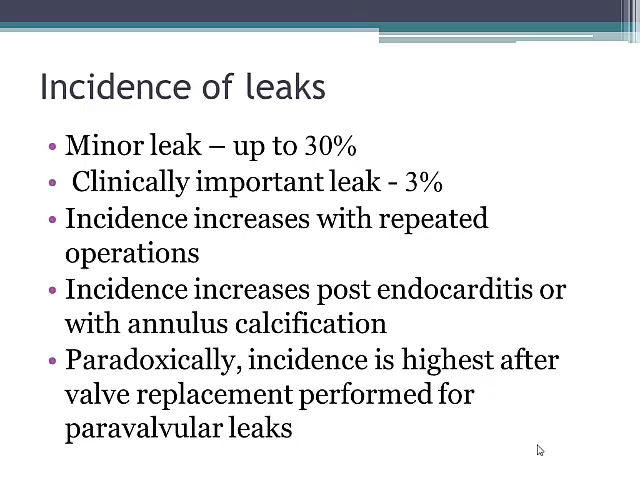 Incidence of leaks
• Minor leak – up to 30%
• Clinically important leak - 3%
• Incidence increases with repeated
operations
• Incidence increases post endocarditis or
with annulus calcification
• Paradoxically, incidence is highest after
valve replacement performed for
paravalvular leaks